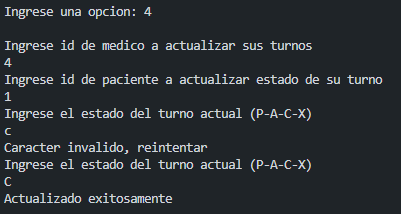 Ingrese una opcion: 4
Ingrese id de medico a actualizar sus turnos
4
Ingrese id de paciente a actualizar estado de su turno
1
Ingrese el estado del turno actual (P-A-C-X)
c
Caracter invalido, reintentar
Ingrese el estado del turno actual (P-A-C-X)
C
Actualizado exitosamente